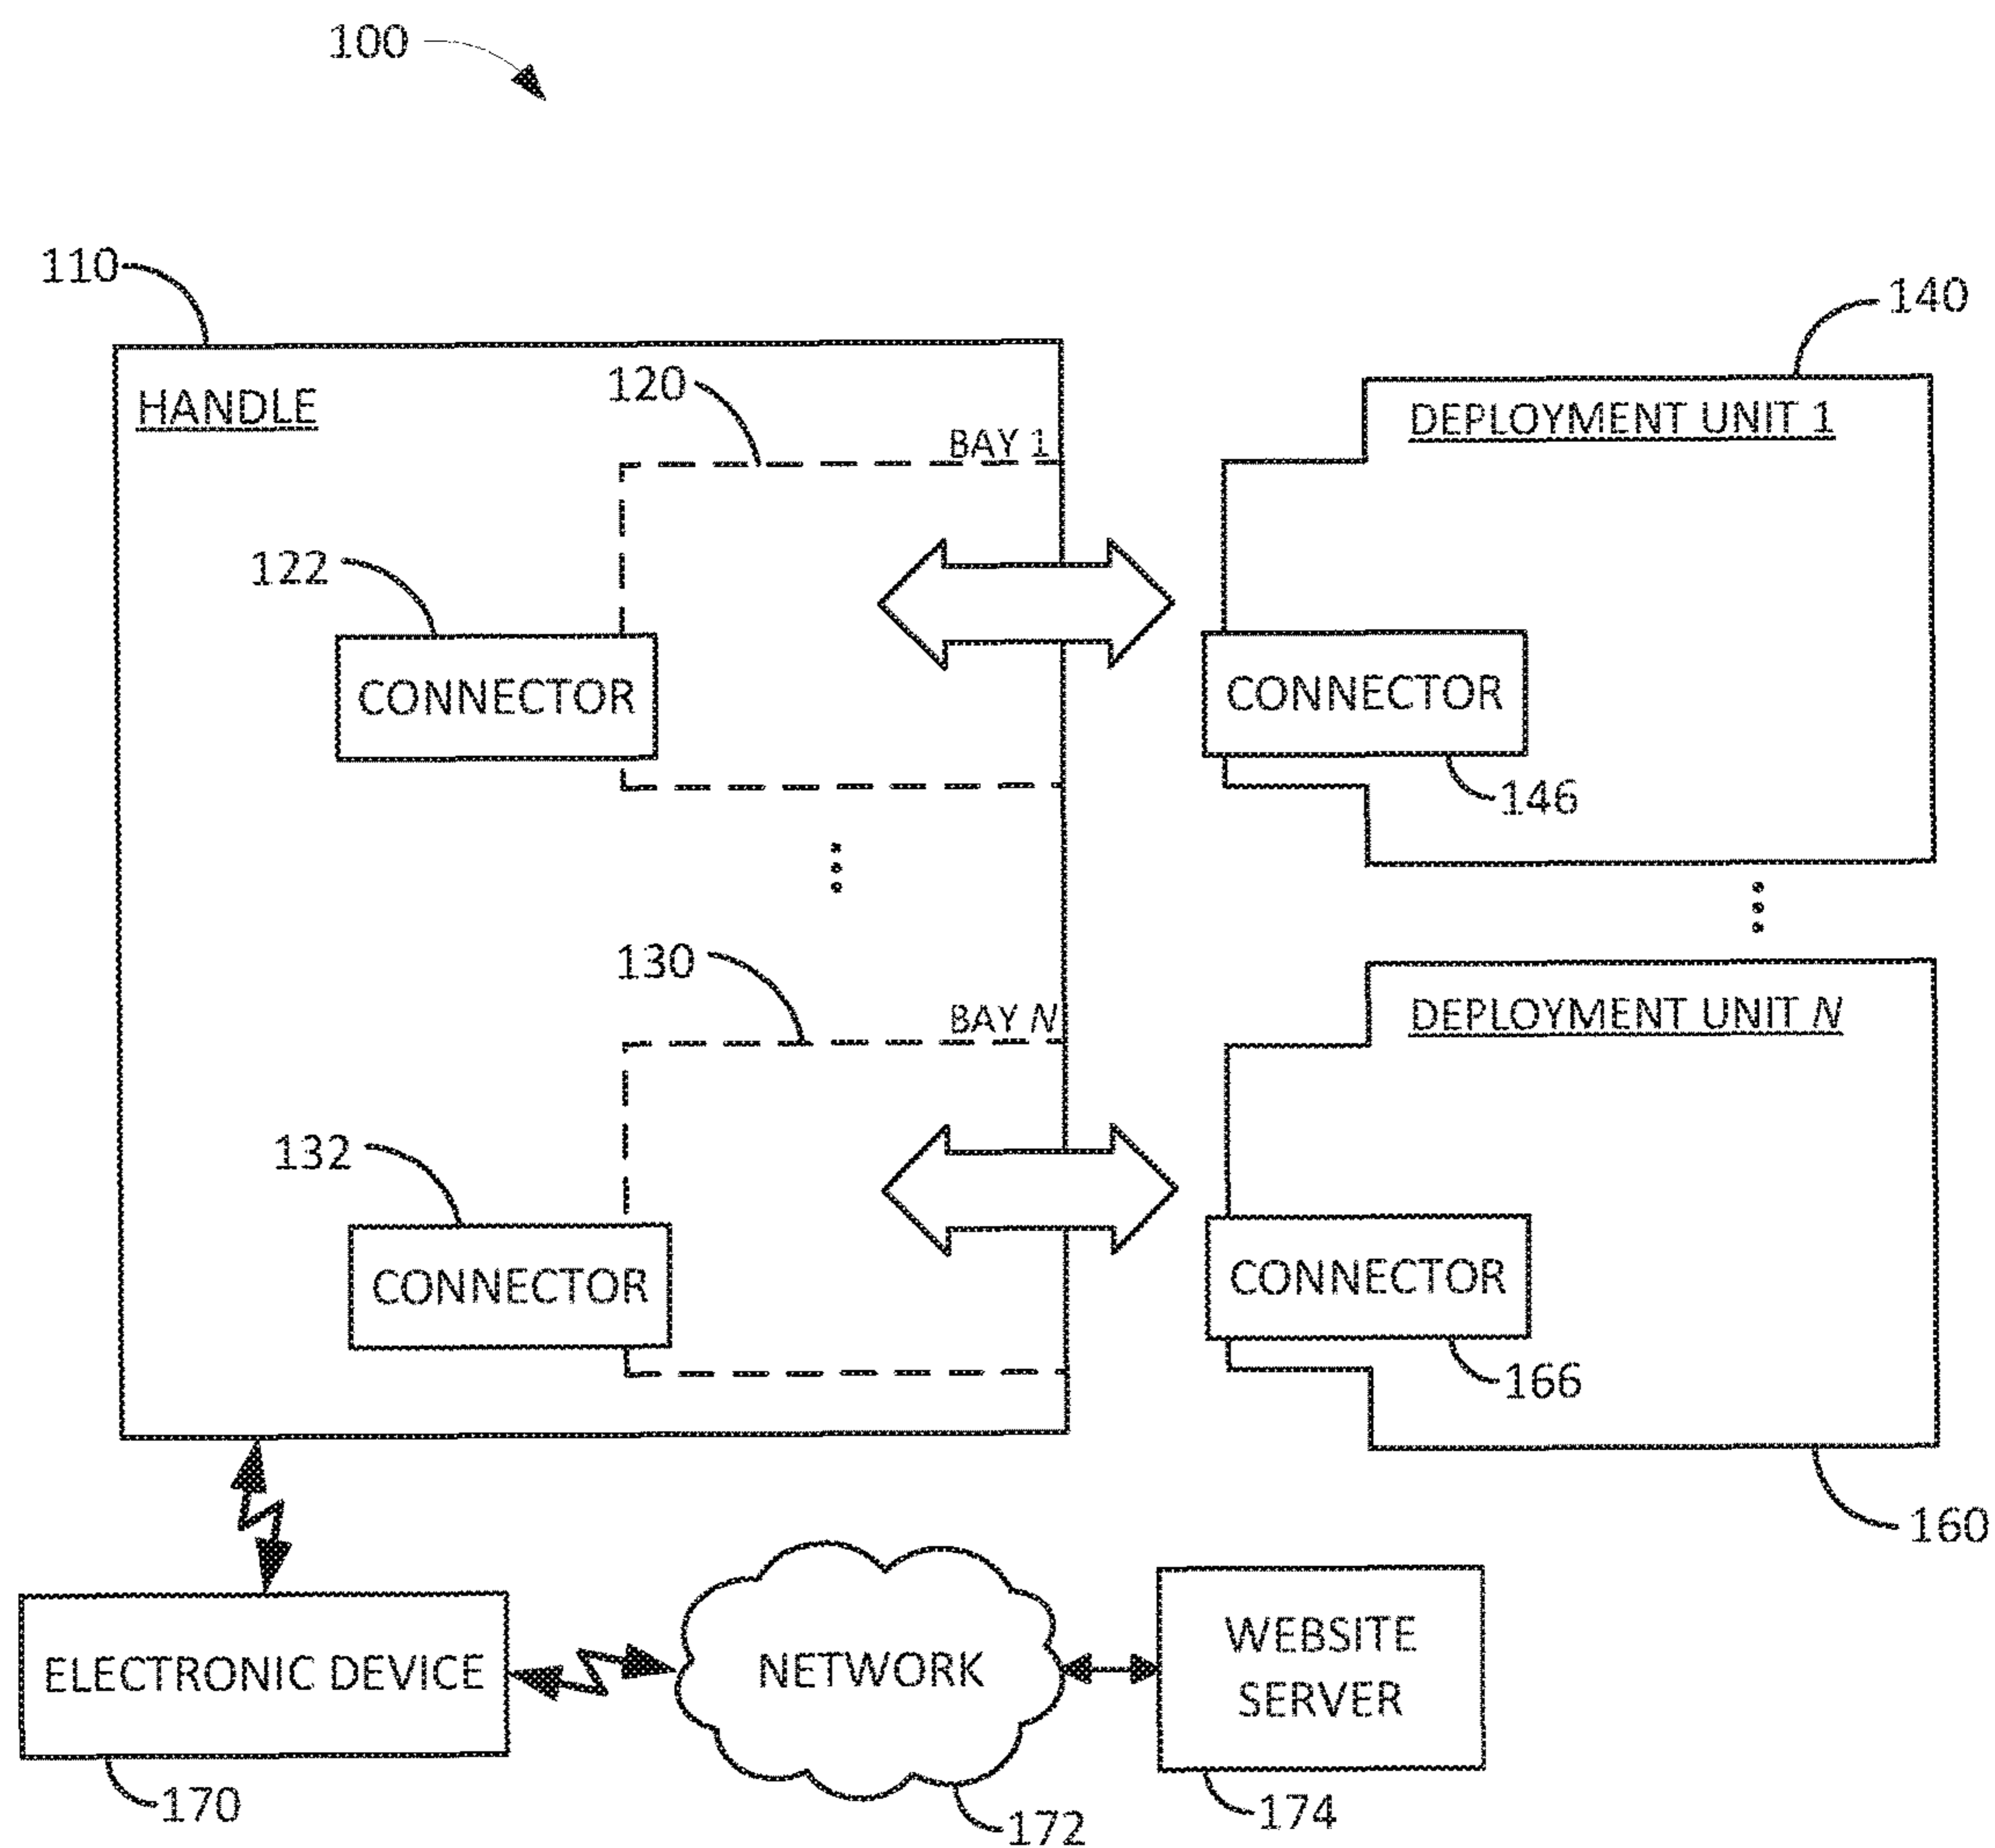 100
110
140
HANDLE
120
DEPLOYMENT UNIT 1
BAY 1
122
CONNECTOR
CONNECTOR
146
130
BAY N
DEPLOYMENT UNIT N
132
CONNECTOR
CONNECTOR
166
160
ELECTRONIC DEVICE
NETWORK
WEBSITE
SERVER
170
172
174